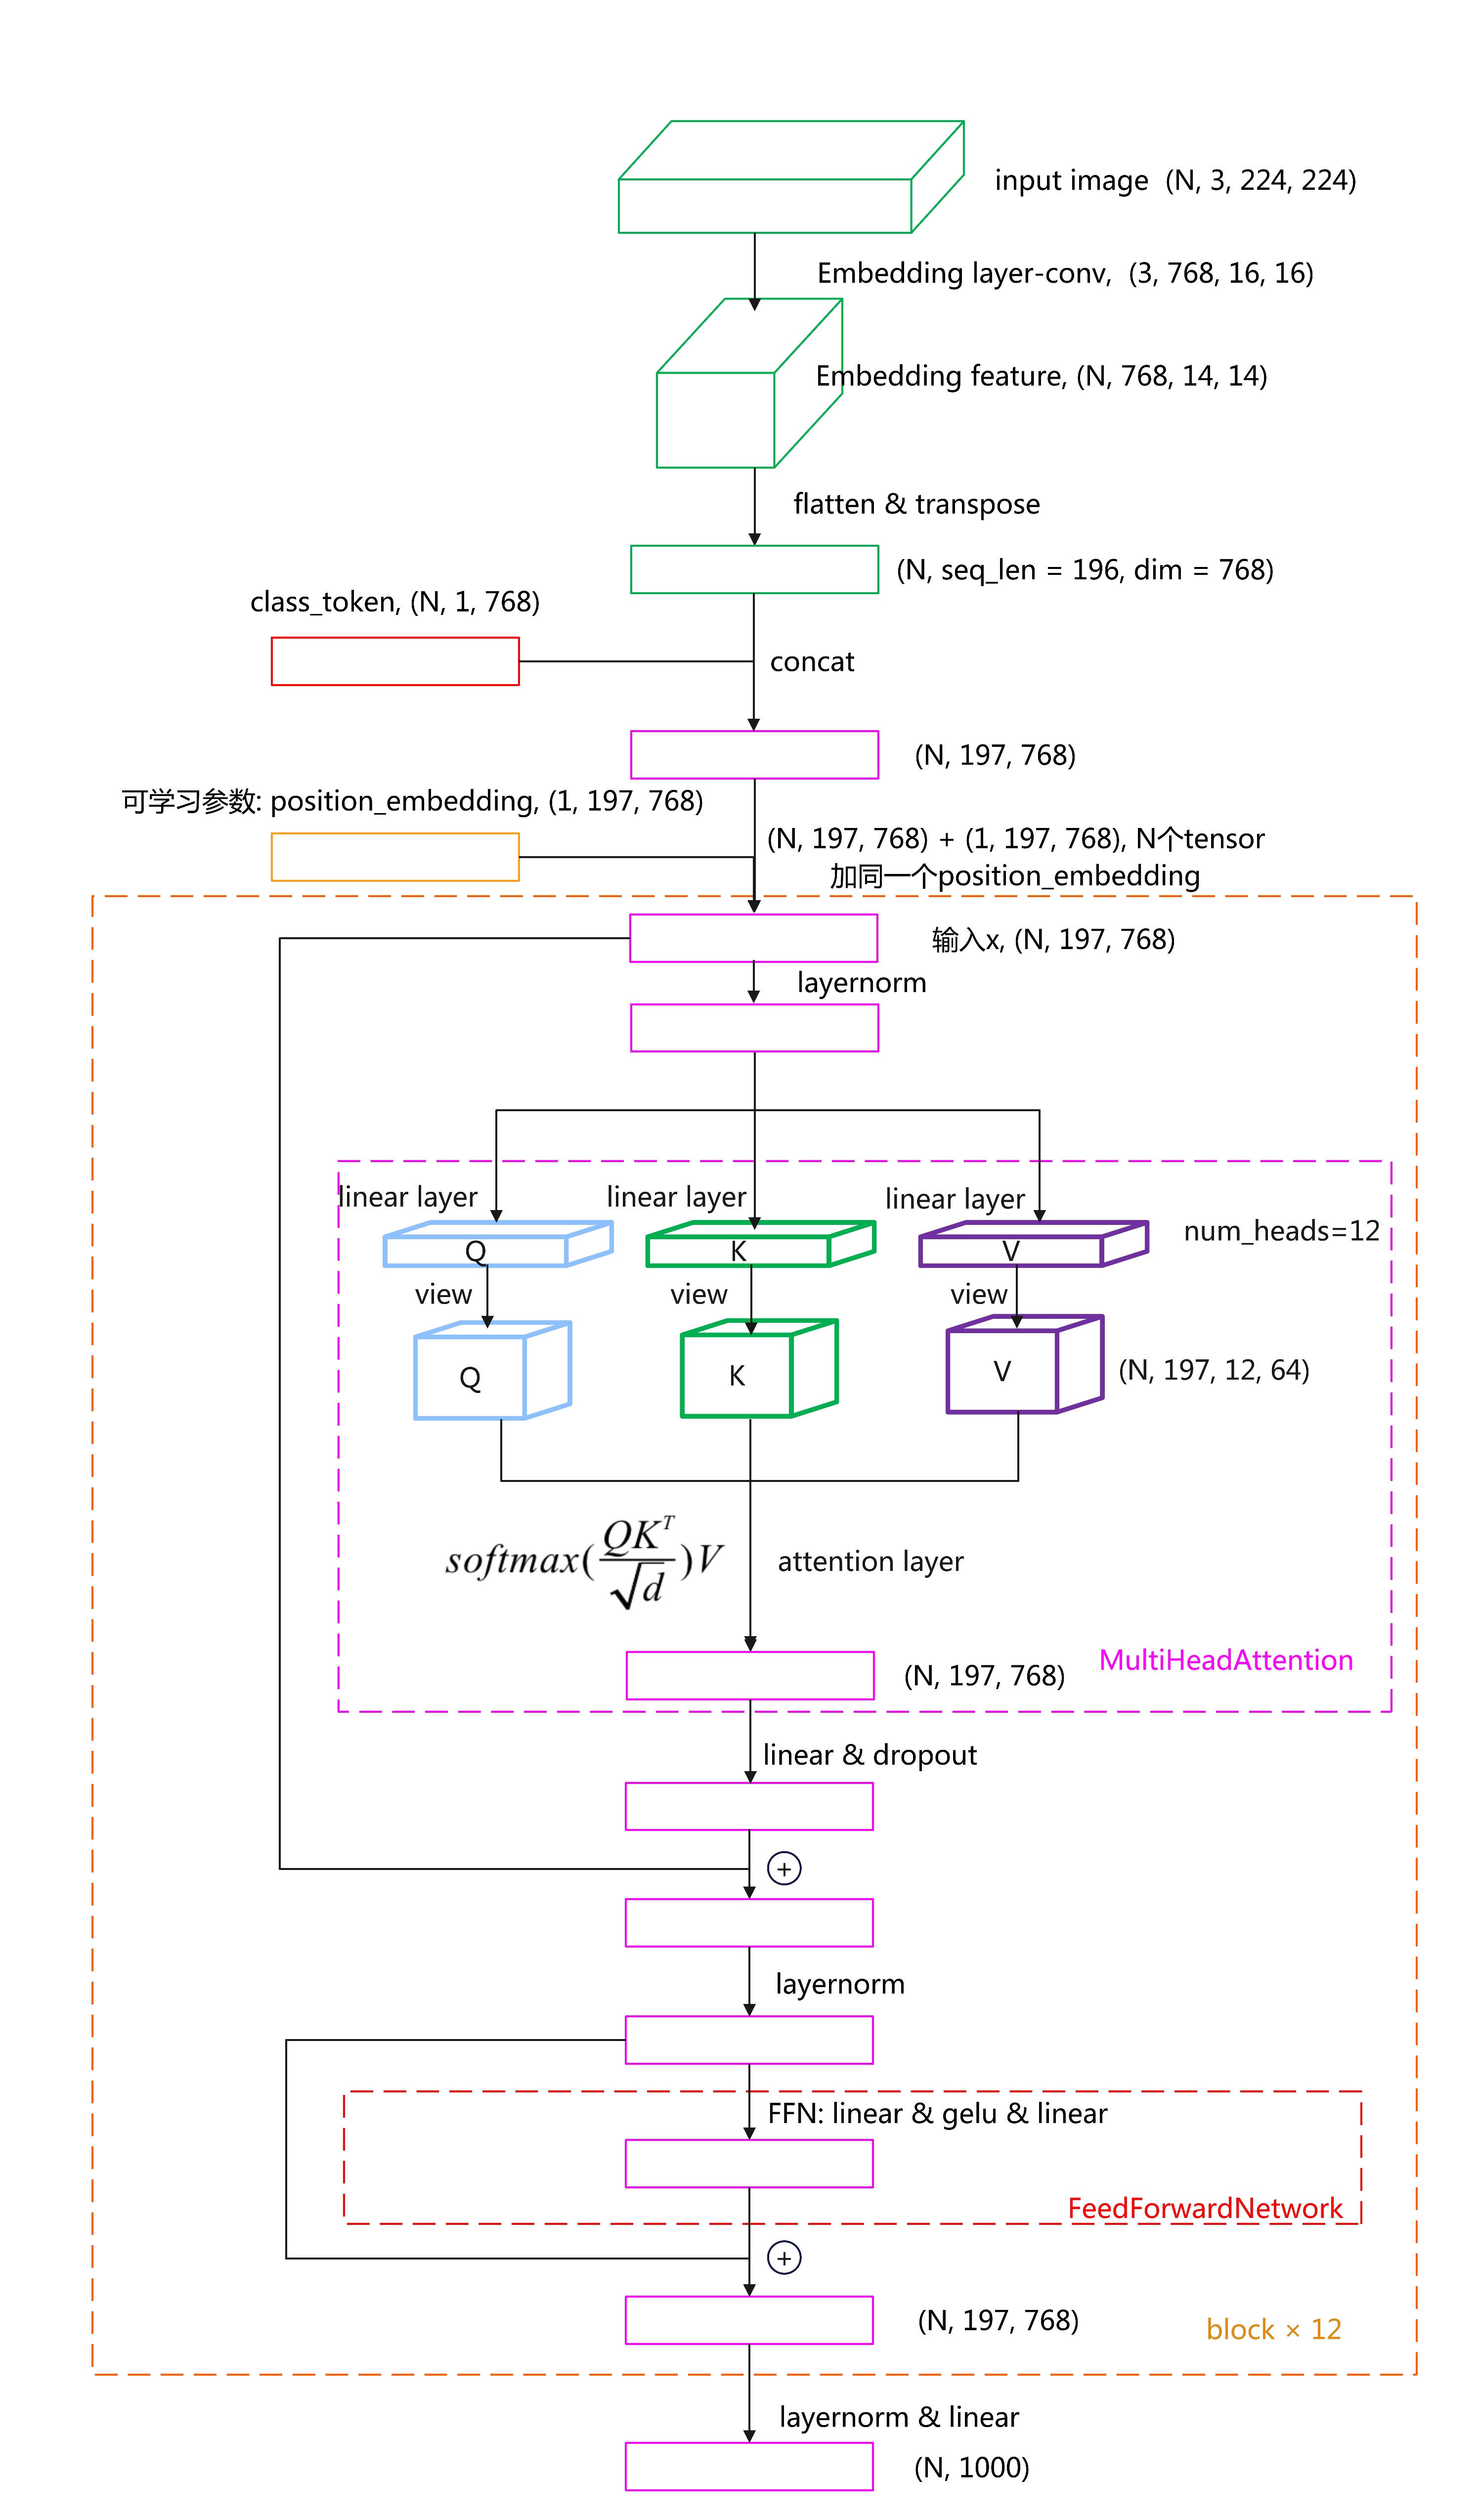 input image  (N, 3, 224, 224)
Embedding layer-conv,  (3, 768, 16, 16)
Embedding feature, (N, 768, 14, 14)
flatten & transpose
(N, seq_len = 196, dim = 768)
class_token, (N, 1, 768)
concat
(N, 197, 768)
可学习参数: position_embedding, (1, 197, 768)
(N, 197, 768) + (1, 197, 768), N个tensor
加同一个position_embedding
输入x, (N, 197, 768)
layernorm
linear layer
linear layer
linear layer
num_heads=12
Q
K
V
view
view
view
Q
K
V
(N, 197, 12, 64)
softmax(QK^T/√d)V
attention layer
MultiHeadAttention
(N, 197, 768)
linear & dropout
+
layernorm
FFN: linear & gelu & linear
FeedForwardNetwork
+
(N, 197, 768)
block × 12
layernorm & linear
(N, 1000)